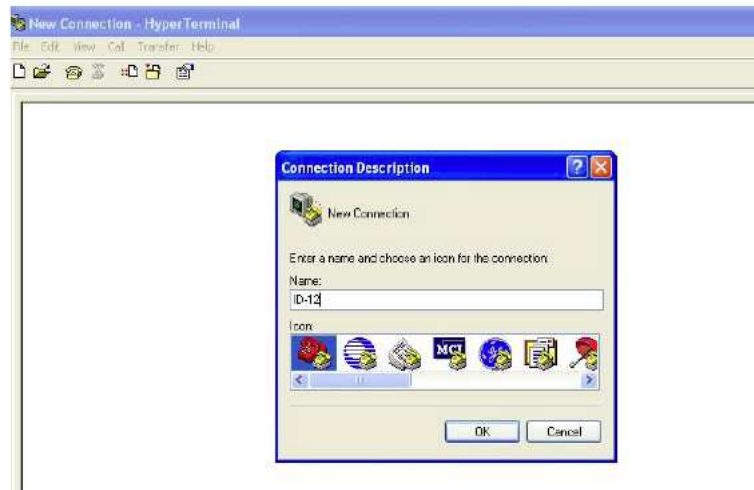 New Connection - HyperTerminal
File Edit View Call Transfer Help
Connection Description
New Connection
Enter a name and choose an icon for the connection:
Name:
ID-12
Icon:
MCI
OK Cancel